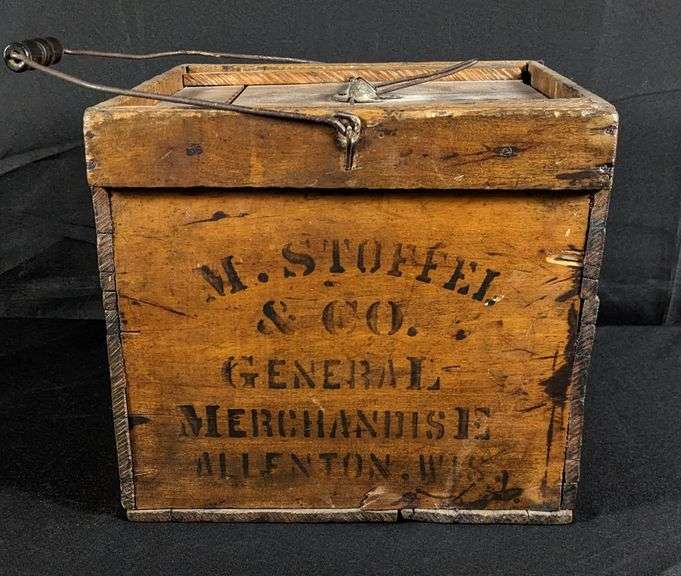 M. STOFFEL
& CO.
GENERAL
MERCHANDISE
ALLENTON. WIS.